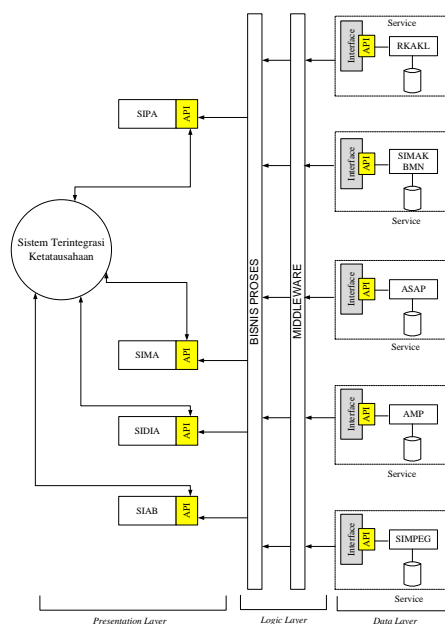 Service
Interface
API
RKAKL
SIPA
API
Interface
API
SIMAK
BMN
Service
Sistem Terintegrasi
Ketatausahaan
BISNIS PROSES
MIDDLEWARE
Interface
API
ASAP
Service
SIMA
API
Interface
API
AMP
Service
SIDIA
API
SIAB
API
Interface
API
SIMPEG
Service
Presentation Layer
Logic Layer
Data Layer